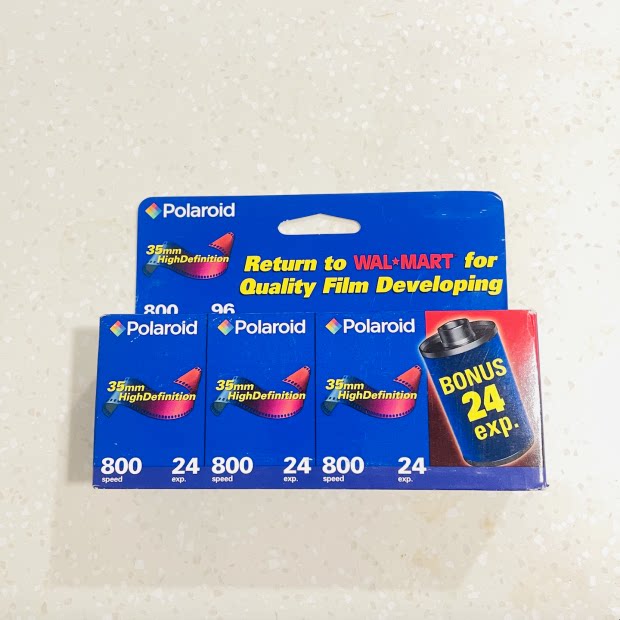 Polaroid
35mm
HighDefinition
Return to WAL★MART for
Quality Film Developing
800 96
Polaroid
35mm
HighDefinition
800 24
speed exp.
Polaroid
35mm
HighDefinition
800 24
speed exp.
Polaroid
35mm
HighDefinition
800 24
speed exp.
BONUS
24
exp.